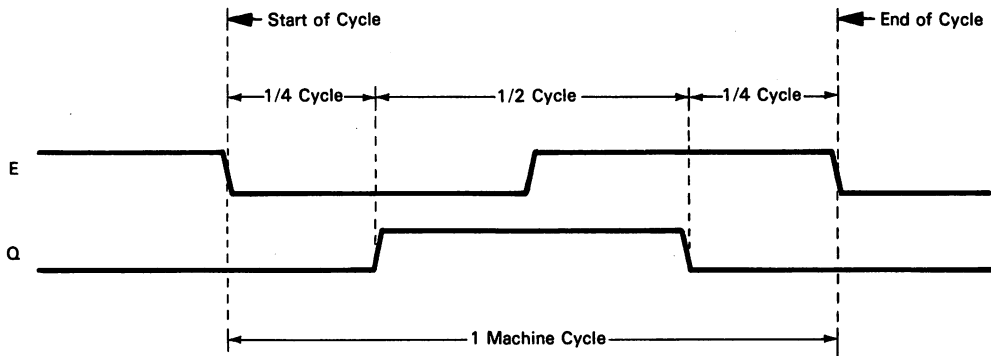 Start of Cycle
End of Cycle
1/4 Cycle
1/2 Cycle
1/4 Cycle
E
Q
1 Machine Cycle